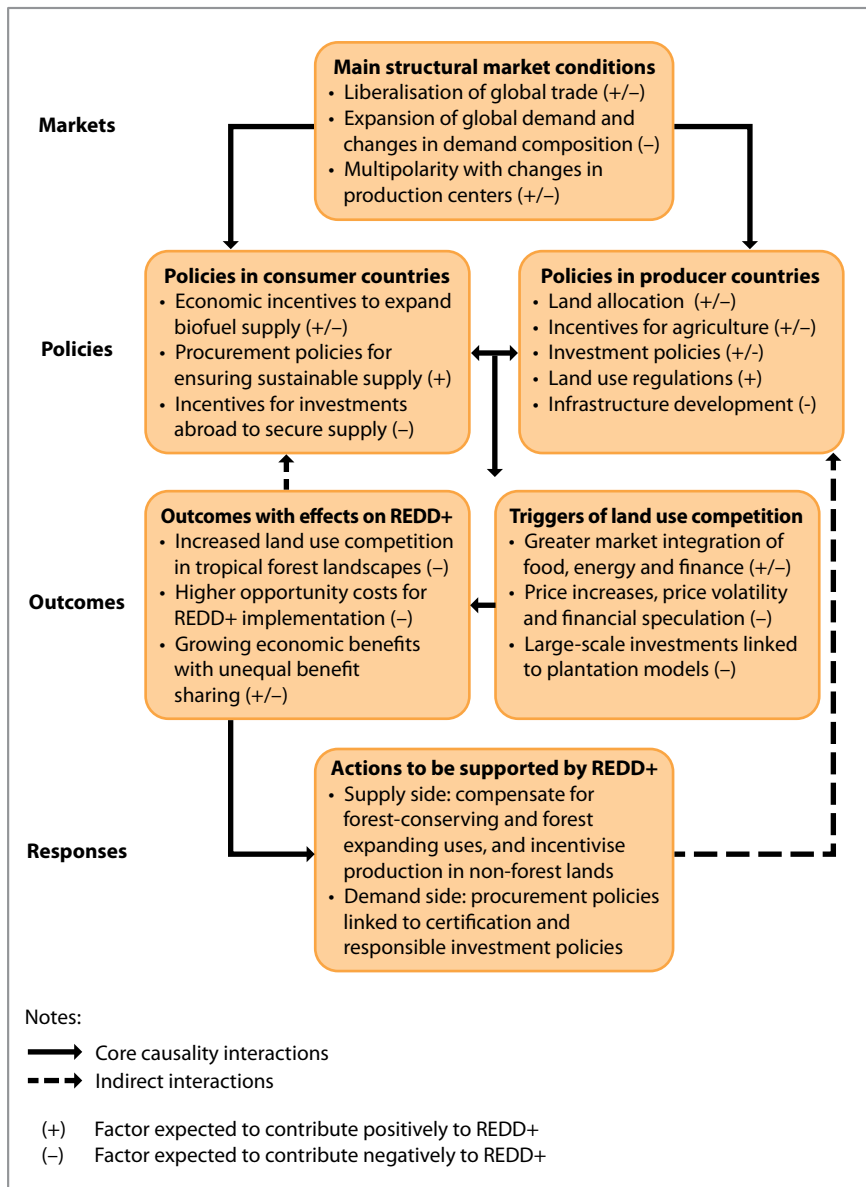 Main structural market conditions
• Liberalisation of global trade (+/–)
• Expansion of global demand and
changes in demand composition (–)
• Multipolarity with changes in
production centers (+/–)
Markets
Policies in consumer countries
• Economic incentives to expand
biofuel supply (+/–)
• Procurement policies for
ensuring sustainable supply (+)
• Incentives for investments
abroad to secure supply (–)
Policies in producer countries
• Land allocation (+/–)
• Incentives for agriculture (+/–)
• Investment policies (+/-)
• Land use regulations (+)
• Infrastructure development (-)
Policies
Outcomes with effects on REDD+
• Increased land use competition
in tropical forest landscapes (–)
• Higher opportunity costs for
REDD+ implementation (–)
• Growing economic benefits
with unequal benefit
sharing (+/–)
Triggers of land use competition
• Greater market integration of
food, energy and finance (+/–)
• Price increases, price volatility
and financial speculation (–)
• Large-scale investments linked
to plantation models (–)
Outcomes
Actions to be supported by REDD+
• Supply side: compensate for
forest-conserving and forest
expanding uses, and incentivise
production in non-forest lands
• Demand side: procurement policies
linked to certification and
responsible investment policies
Responses
Notes:
Core causality interactions
Indirect interactions
(+) Factor expected to contribute positively to REDD+
(–) Factor expected to contribute negatively to REDD+